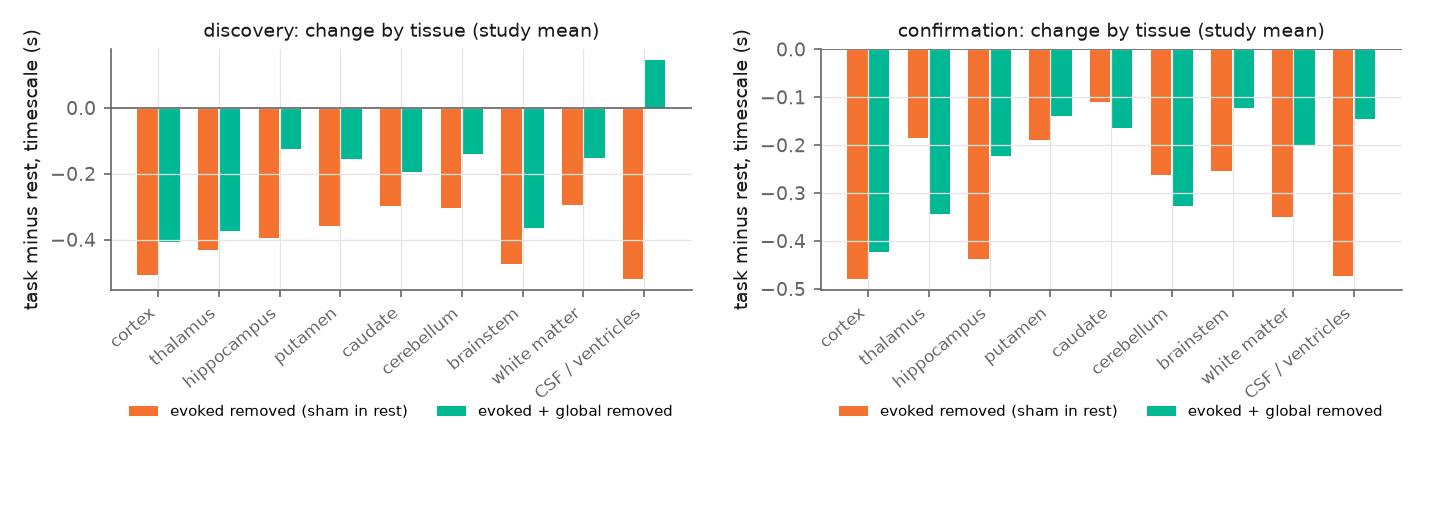 discovery: change by tissue (study mean)
task minus rest, timescale (s)
0.0
−0.2
−0.4
cortex
thalamus
hippocampus
putamen
caudate
cerebellum
brainstem
white matter
CSF / ventricles
evoked removed (sham in rest)
evoked + global removed
confirmation: change by tissue (study mean)
task minus rest, timescale (s)
0.0
−0.1
−0.2
−0.3
−0.4
−0.5
cortex
thalamus
hippocampus
putamen
caudate
cerebellum
brainstem
white matter
CSF / ventricles
evoked removed (sham in rest)
evoked + global removed